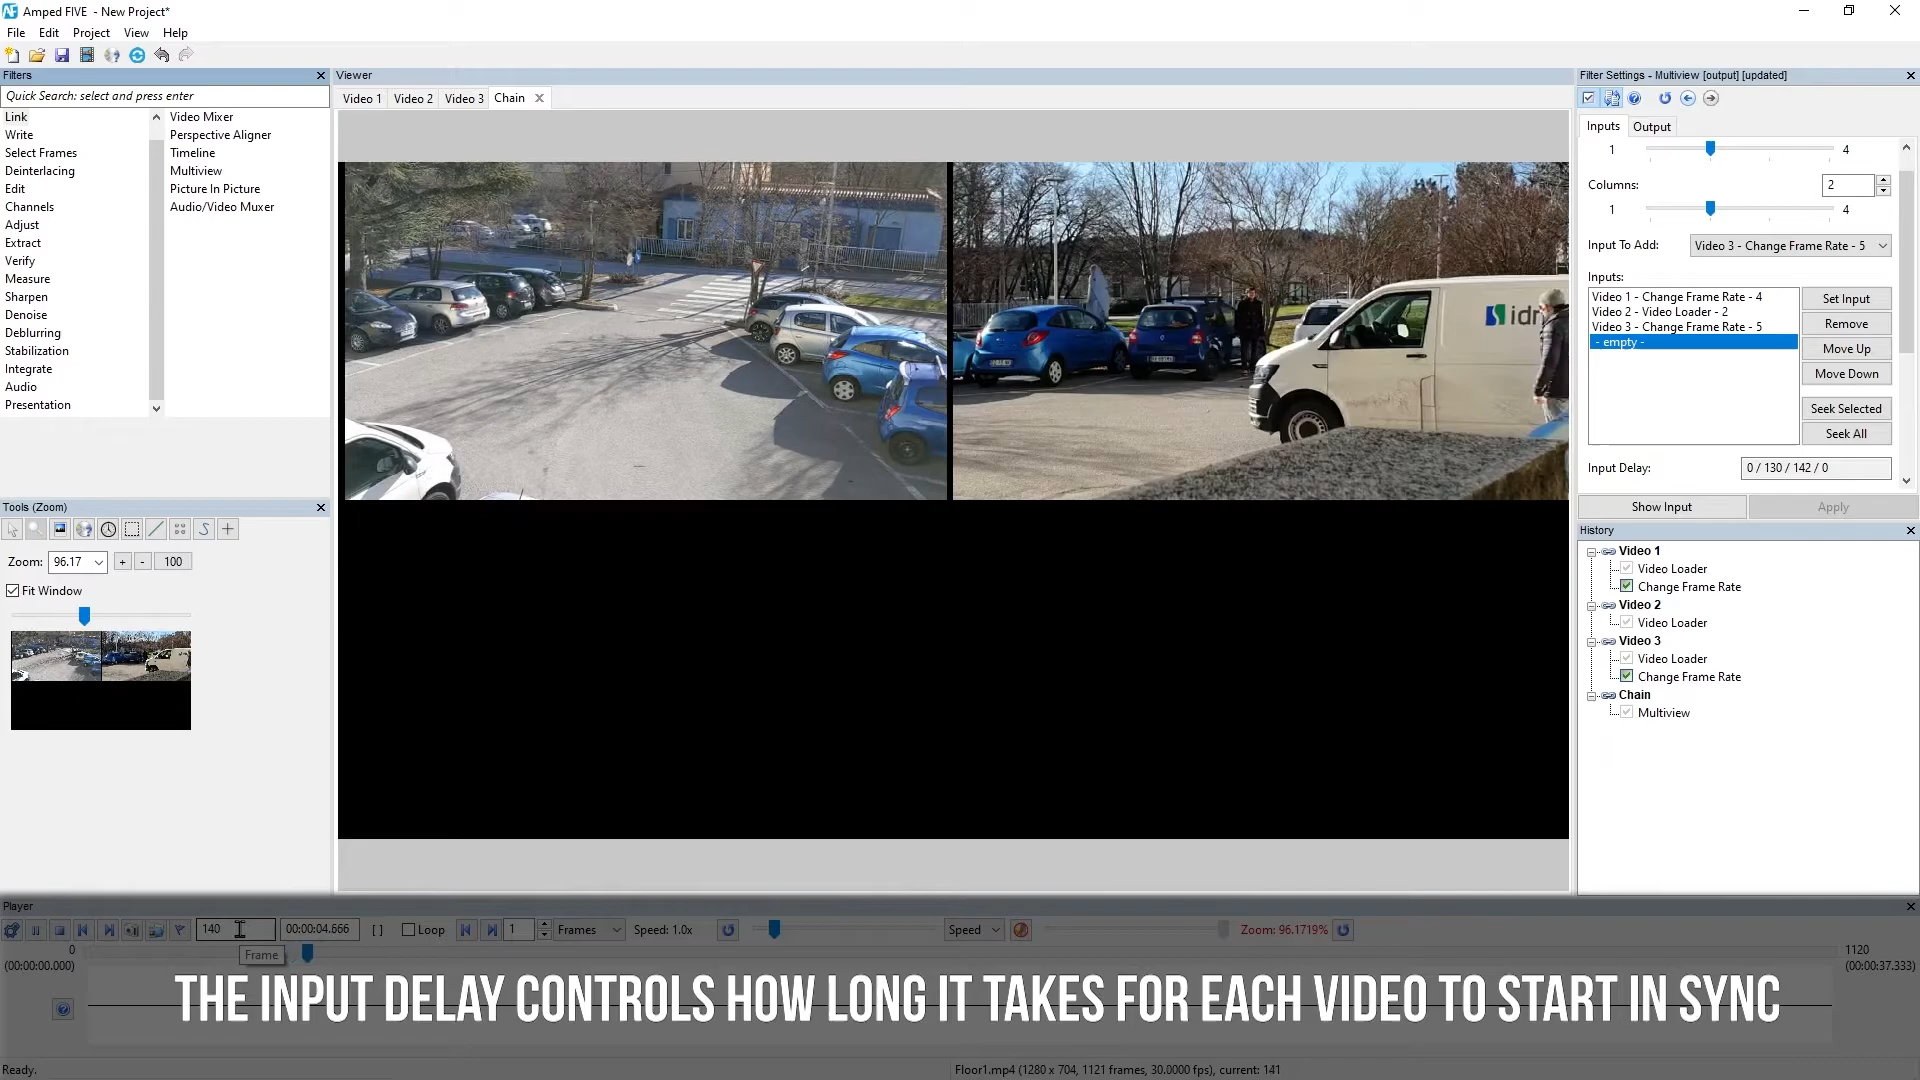 Amped FIVE - New Project*
File Edit Project View Help
Filters
Quick Search: select and press enter
Link
Write
Select Frames
Deinterlacing
Edit
Channels
Adjust
Extract
Verify
Measure
Sharpen
Denoise
Deblurring
Stabilization
Integrate
Audio
Presentation
Video Mixer
Perspective Aligner
Timeline
Multiview
Picture In Picture
Audio/Video Muxer
Tools (Zoom)
Zoom: 96.17 + - 100
Fit Window
Viewer
Video 1 Video 2 Video 3 Chain
idr
Filter Settings - Multiview [output] [updated]
Inputs Output
1 4
Columns: 2
1 4
Input To Add: Video 3 - Change Frame Rate - 5
Inputs:
Video 1 - Change Frame Rate - 4
Video 2 - Video Loader - 2
Video 3 - Change Frame Rate - 5
- empty -
Set Input
Remove
Move Up
Move Down
Seek Selected
Seek All
Input Delay: 0 / 130 / 142 / 0
Show Input Apply
History
Video 1
Video Loader
Change Frame Rate
Video 2
Video Loader
Video 3
Video Loader
Change Frame Rate
Chain
Multiview
Player
140 00:00:04.666 [ ] Loop 1 Frames Speed: 1.0x Speed Zoom: 96.1719%
Frame
0
(00:00:00.000)
1120
(00:00:37.333)
THE INPUT DELAY CONTROLS HOW LONG IT TAKES FOR EACH VIDEO TO START IN SYNC
Ready.
Floor1.mp4 (1280 x 704, 1121 frames, 30.0000 fps), current: 141